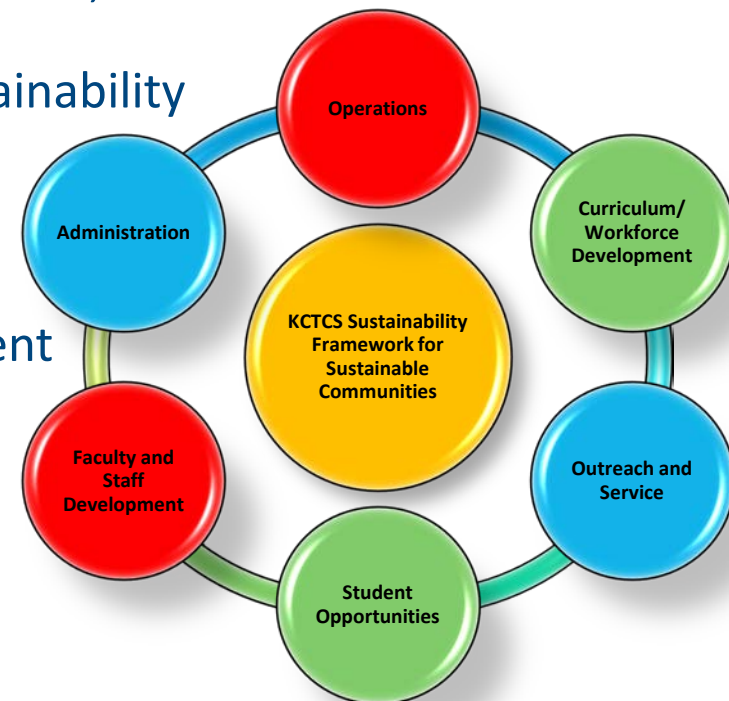 ainability
ent
Operations
Curriculum/
Workforce
Development
Administration
KCTCS Sustainability
Framework for
Sustainable
Communities
Outreach and
Service
Faculty and
Staff
Development
Student
Opportunities